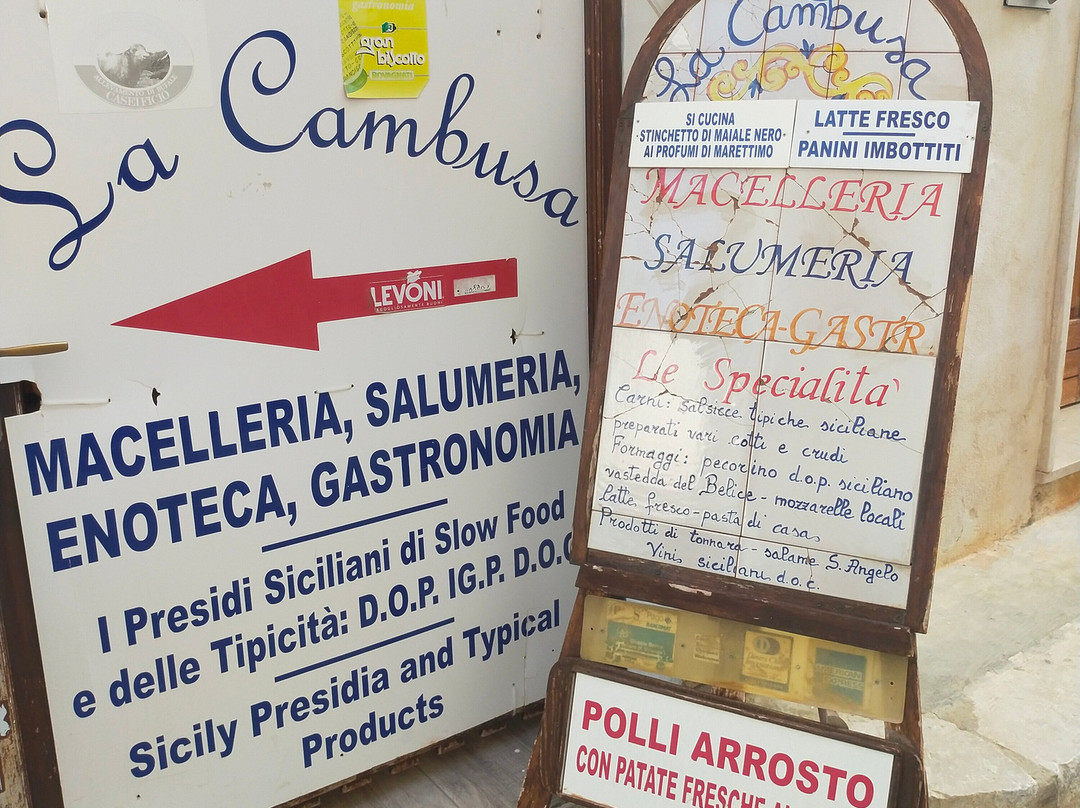 gastronomia
gran
biscotto
ROVAGNATI
CASEIFICIO
La Cambusa
LEVONI
MACELLERIA, SALUMERIA,
ENOTECA, GASTRONOMIA
I Presidi Siciliani di Slow Food
e delle Tipicità: D.O.P. IG.P. D.O.C
Sicily Presidia and Typical
Products
La Cambusa
SI CUCINA
STINCHETTO DI MAIALE NERO
AI PROFUMI DI MARETTIMO
LATTE FRESCO
PANINI IMBOTTITI
MACELLERIA
SALUMERIA
ENOTECA-GASTR.
Le Specialità
Carni: salsicce tipiche siciliane
preparati vari cotti e crudi
Formaggi: pecorino d.o.p. siciliano
vastedda del Belice - mozzarelle locali
latte fresco - pasta di casa
Prodotti di tonnara - salame S. Angelo
Vini siciliani d.o.c.
POLLI ARROSTO
CON PATATE FRESCHE